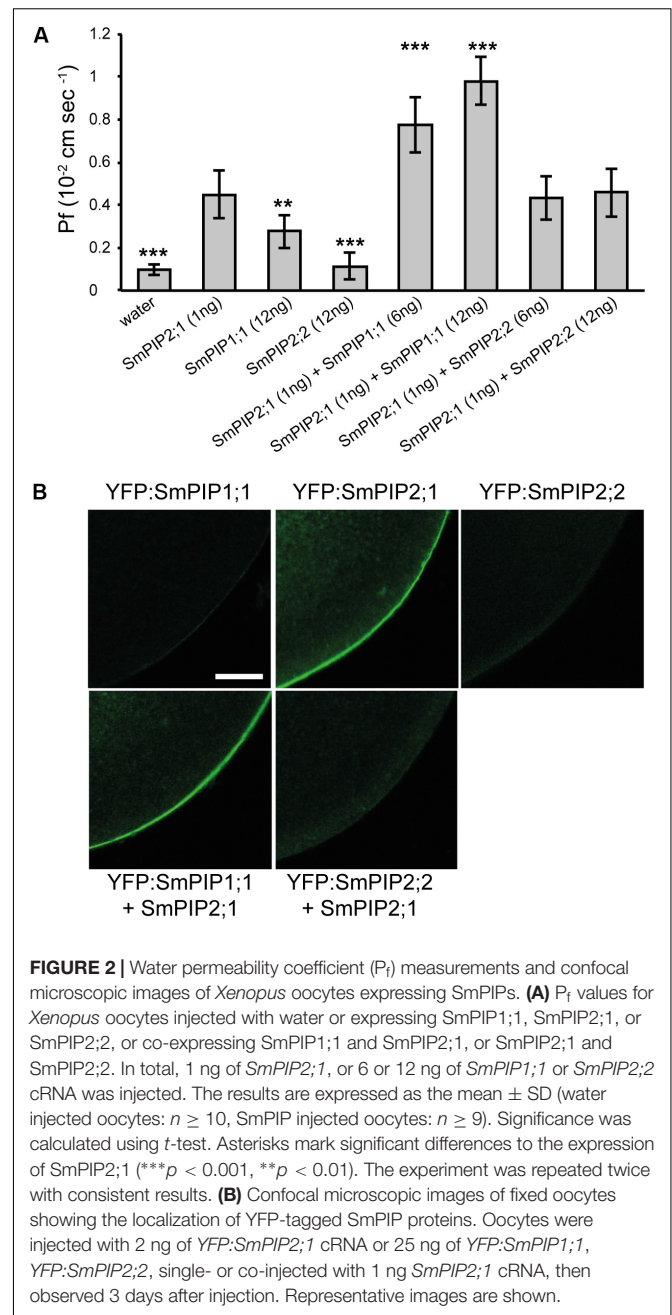 A
1.2
1
0.8
0.6
0.4
0.2
0
Pf (10⁻² cm sec ⁻¹)
***
**
***
***
***
water
SmPIP2;1 (1ng)
SmPIP1;1 (12ng)
SmPIP2;2 (12ng)
SmPIP2;1 (1ng) + SmPIP1;1 (6ng)
SmPIP2;1 (1ng) + SmPIP1;1 (12ng)
SmPIP2;1 (1ng) + SmPIP2;2 (6ng)
SmPIP2;1 (1ng) + SmPIP2;2 (12ng)
B
YFP:SmPIP1;1 YFP:SmPIP2;1 YFP:SmPIP2;2
YFP:SmPIP1;1
+ SmPIP2;1
YFP:SmPIP2;2
+ SmPIP2;1
FIGURE 2 | Water permeability coefficient (Pf) measurements and confocal
microscopic images of Xenopus oocytes expressing SmPIPs. (A) Pf values for
Xenopus oocytes injected with water or expressing SmPIP1;1, SmPIP2;1, or
SmPIP2;2, or co-expressing SmPIP1;1 and SmPIP2;1, or SmPIP2;1 and
SmPIP2;2. In total, 1 ng of SmPIP2;1, or 6 or 12 ng of SmPIP1;1 or SmPIP2;2
cRNA was injected. The results are expressed as the mean ± SD (water
injected oocytes: n ≥ 10, SmPIP injected oocytes: n ≥ 9). Significance was
calculated using t-test. Asterisks mark significant differences to the expression
of SmPIP2;1 (***p < 0.001, **p < 0.01). The experiment was repeated twice
with consistent results. (B) Confocal microscopic images of fixed oocytes
showing the localization of YFP-tagged SmPIP proteins. Oocytes were
injected with 2 ng of YFP:SmPIP2;1 cRNA or 25 ng of YFP:SmPIP1;1,
YFP:SmPIP2;2, single- or co-injected with 1 ng SmPIP2;1 cRNA, then
observed 3 days after injection. Representative images are shown.